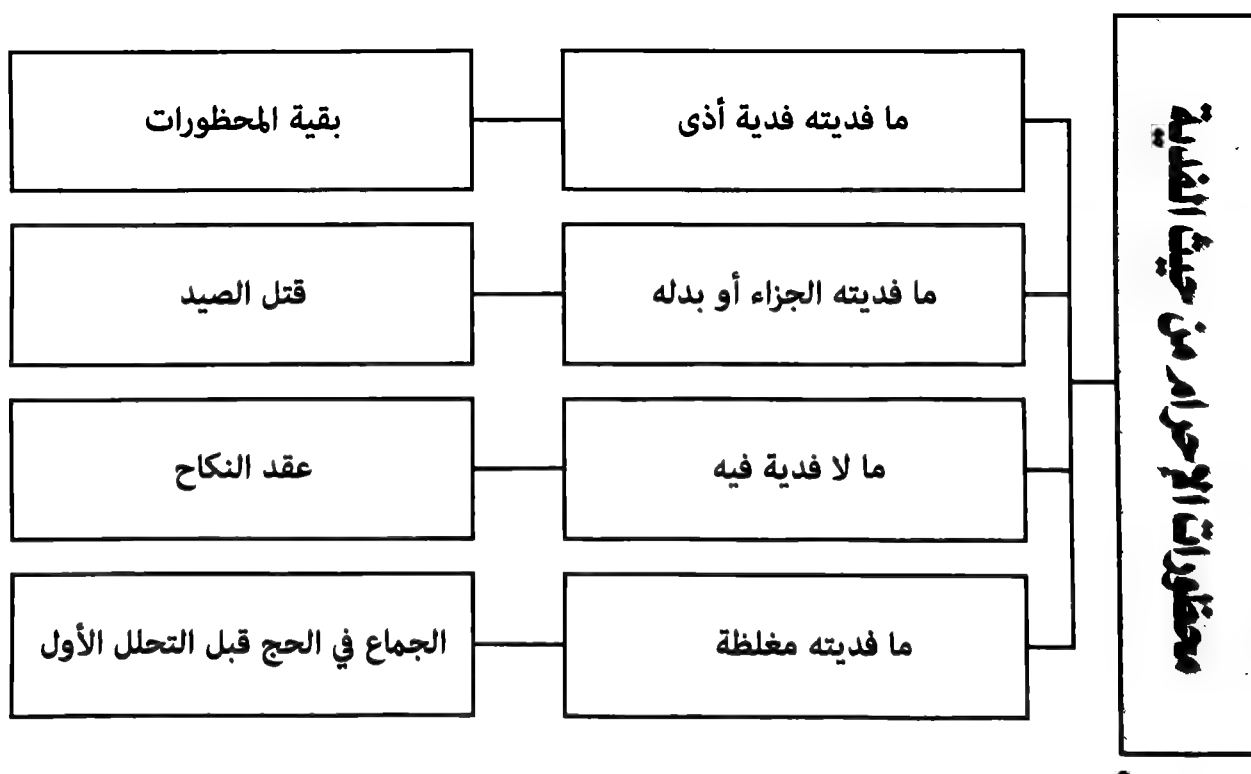 محظورات الإحرام من حيث الفدية
ما فديته فدية أذى
بقية المحظورات
ما فديته الجزاء أو بدله
قتل الصيد
ما لا فدية فيه
عقد النكاح
ما فديته مغلظة
الجماع في الحج قبل التحلل الأول